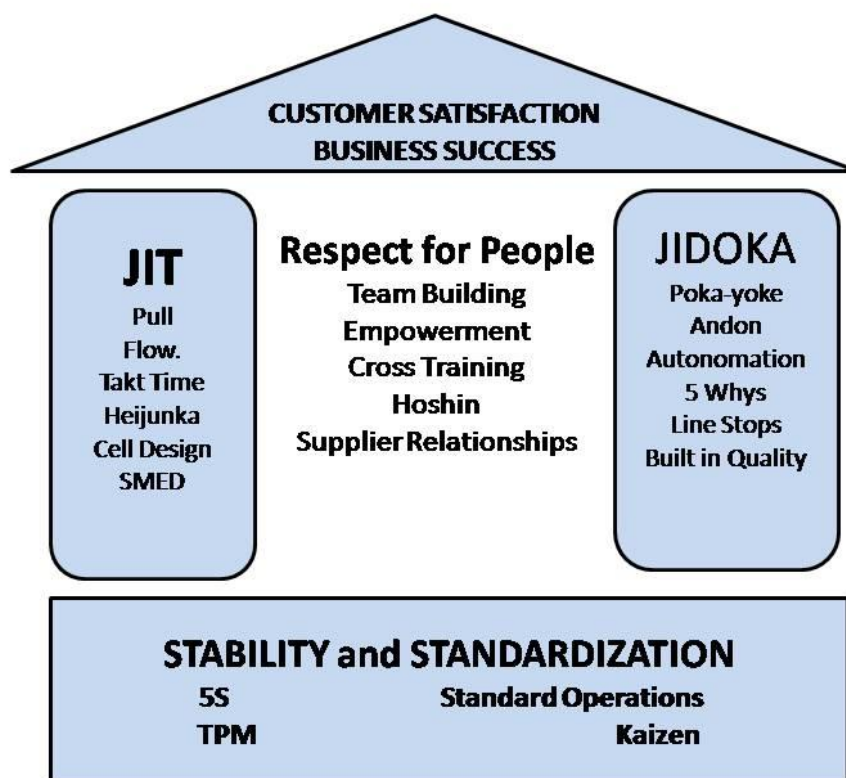 CUSTOMER SATISFACTION
BUSINESS SUCCESS
JIT
Pull
Flow.
Takt Time
Heijunka
Cell Design
SMED
Respect for People
Team Building
Empowerment
Cross Training
Hoshin
Supplier Relationships
JIDOKA
Poka-yoke
Andon
Autonomation
5 Whys
Line Stops
Built in Quality
STABILITY and STANDARDIZATION
5S Standard Operations
TPM Kaizen